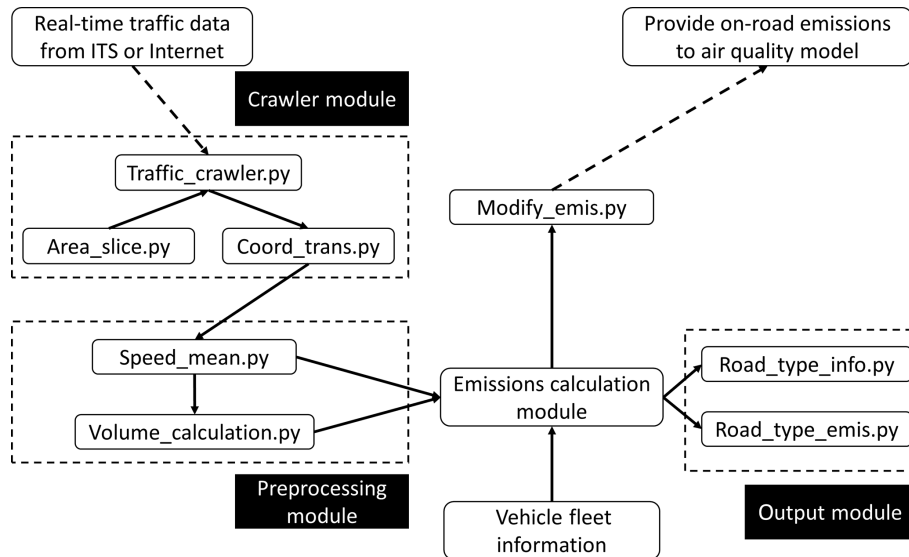 Real-time traffic data
from ITS or Internet
Provide on-road emissions
to air quality model
Crawler module
Traffic_crawler.py
Area_slice.py
Coord_trans.py
Modify_emis.py
Speed_mean.py
Volume_calculation.py
Preprocessing
module
Emissions calculation
module
Vehicle fleet
information
Road_type_info.py
Road_type_emis.py
Output module